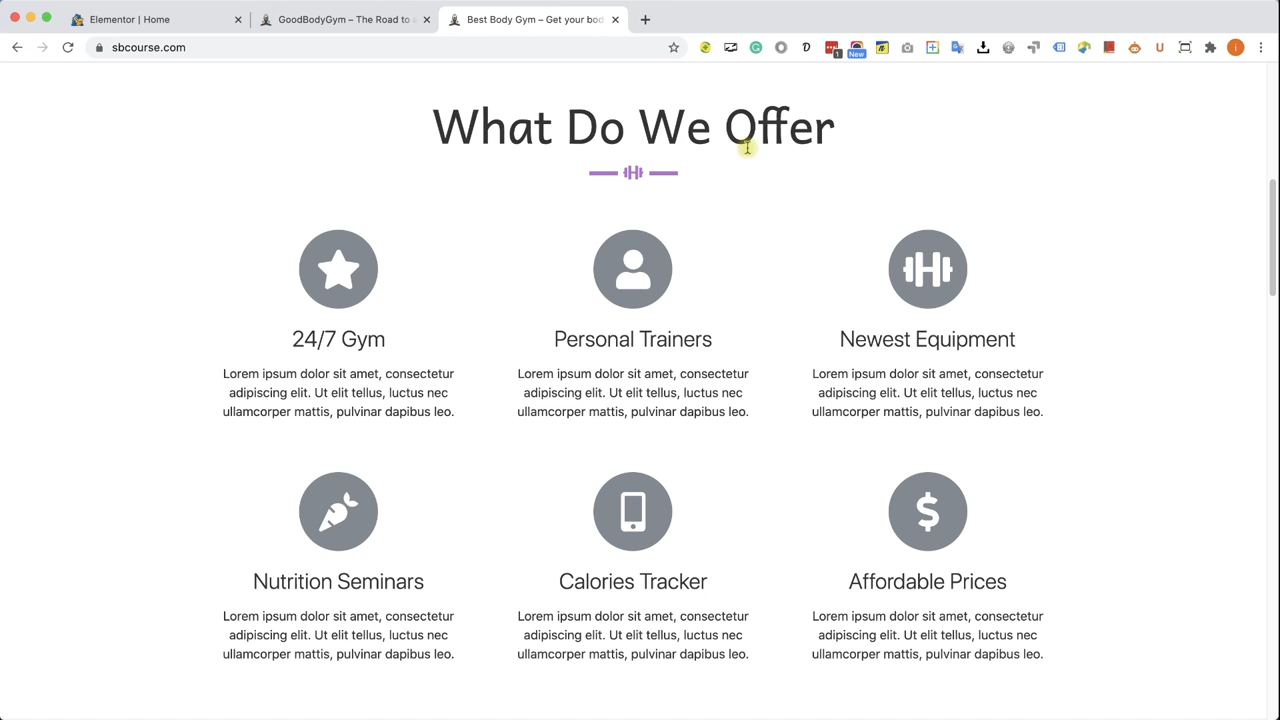 Elementor | Home
GoodBodyGym – The Road to a
Best Body Gym – Get your bod
sbcourse.com
1
New
i
What Do We Offer
24/7 Gym
Lorem ipsum dolor sit amet, consectetur
adipiscing elit. Ut elit tellus, luctus nec
ullamcorper mattis, pulvinar dapibus leo.
Personal Trainers
Lorem ipsum dolor sit amet, consectetur
adipiscing elit. Ut elit tellus, luctus nec
ullamcorper mattis, pulvinar dapibus leo.
Newest Equipment
Lorem ipsum dolor sit amet, consectetur
adipiscing elit. Ut elit tellus, luctus nec
ullamcorper mattis, pulvinar dapibus leo.
Nutrition Seminars
Lorem ipsum dolor sit amet, consectetur
adipiscing elit. Ut elit tellus, luctus nec
ullamcorper mattis, pulvinar dapibus leo.
Calories Tracker
Lorem ipsum dolor sit amet, consectetur
adipiscing elit. Ut elit tellus, luctus nec
ullamcorper mattis, pulvinar dapibus leo.
$
Affordable Prices
Lorem ipsum dolor sit amet, consectetur
adipiscing elit. Ut elit tellus, luctus nec
ullamcorper mattis, pulvinar dapibus leo.